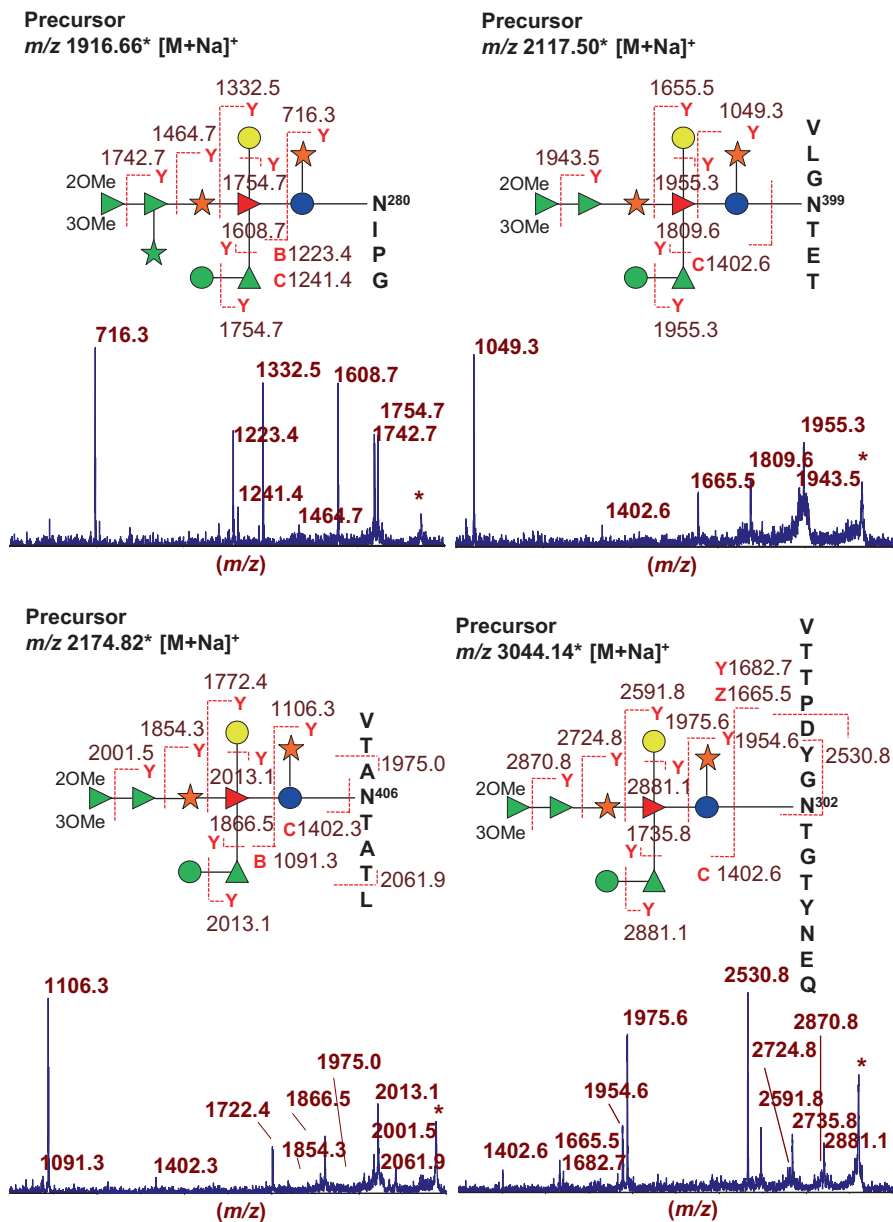 Precursor
m/z 1916.66* [M+Na]+
1332.5
Y
716.3
Y
1464.7
Y
1742.7
Y
2OMe
3OMe
Y
1754.7
1608.7
Y
B1223.4
C1241.4
Y
1754.7
N280
I
P
G
716.3
1332.5
1608.7
1754.7
1742.7
1223.4
1241.4
1464.7
*
(m/z)
Precursor
m/z 2117.50* [M+Na]+
1655.5
Y
1049.3
Y
1943.5
Y
2OMe
3OMe
Y
1955.3
1809.6
Y
C1402.6
Y
1955.3
V
L
G
N399
T
E
T
1049.3
1955.3
1809.6
1943.5
1665.5
1402.6
*
(m/z)
Precursor
m/z 2174.82* [M+Na]+
1772.4
Y
1106.3
Y
1854.3
Y
2001.5
Y
2OMe
3OMe
Y
2013.1
1866.5
Y
C1402.3
B 1091.3
Y
2013.1
V
T
A
N406
T
A
T
L
1975.0
2061.9
1106.3
1975.0
2013.1
1866.5
1722.4
2001.5
1854.3
2061.9
1091.3
1402.3
*
(m/z)
Precursor
m/z 3044.14* [M+Na]+
Y1682.7
Z1665.5
2591.8
Y
1975.6
Y
1954.6
2530.8
2724.8
Y
2870.8
Y
2OMe
3OMe
Y
2881.1
1735.8
Y
C 1402.6
Y
2881.1
V
T
T
P
D
Y
G
N302
T
G
T
Y
N
E
Q
2530.8
1975.6
2870.8
2724.8
1954.6
2591.8
2735.8
1665.5
1402.6
1682.7
2881.1
*
(m/z)